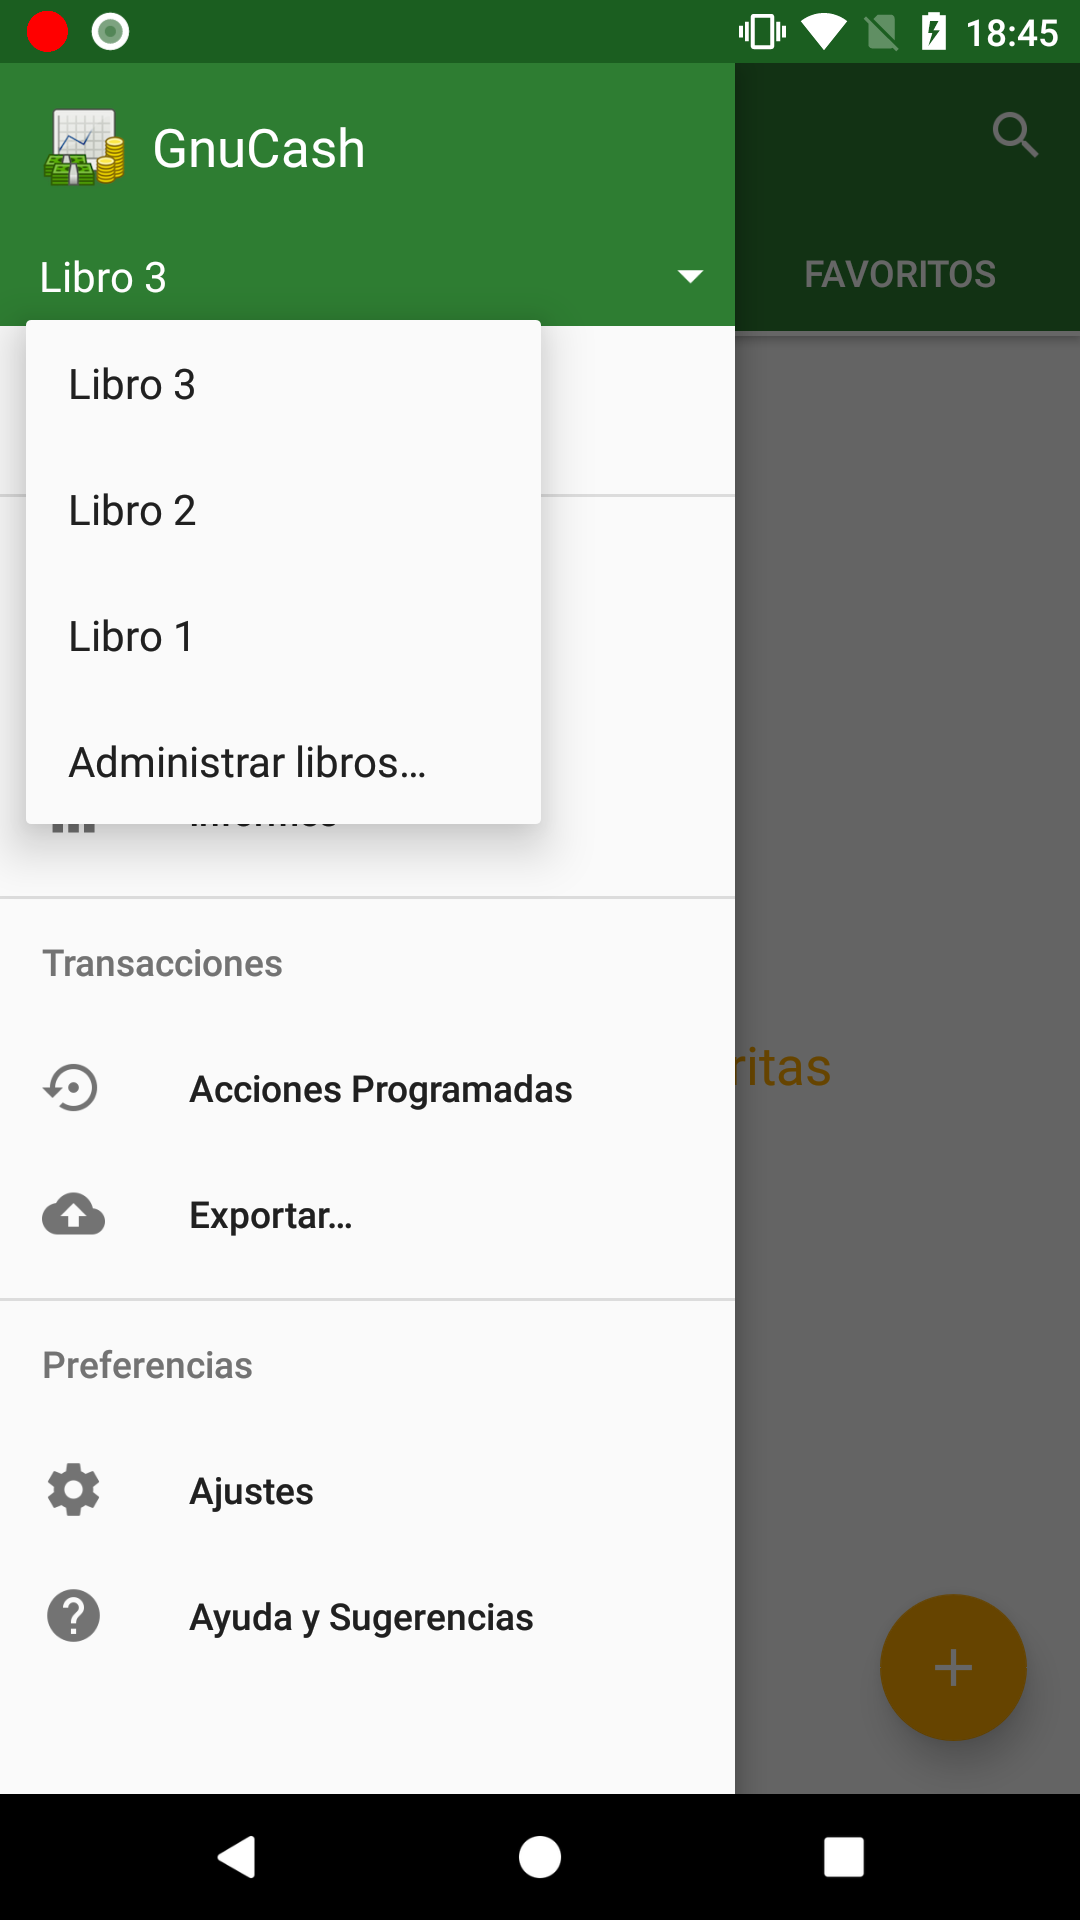 18:45
GnuCash
Libro 3
FAVORITOS
Libro 3
Libro 2
Libro 1
Administrar libros...
Transacciones
ritas
Acciones Programadas
Exportar...
Preferencias
Ajustes
Ayuda y Sugerencias